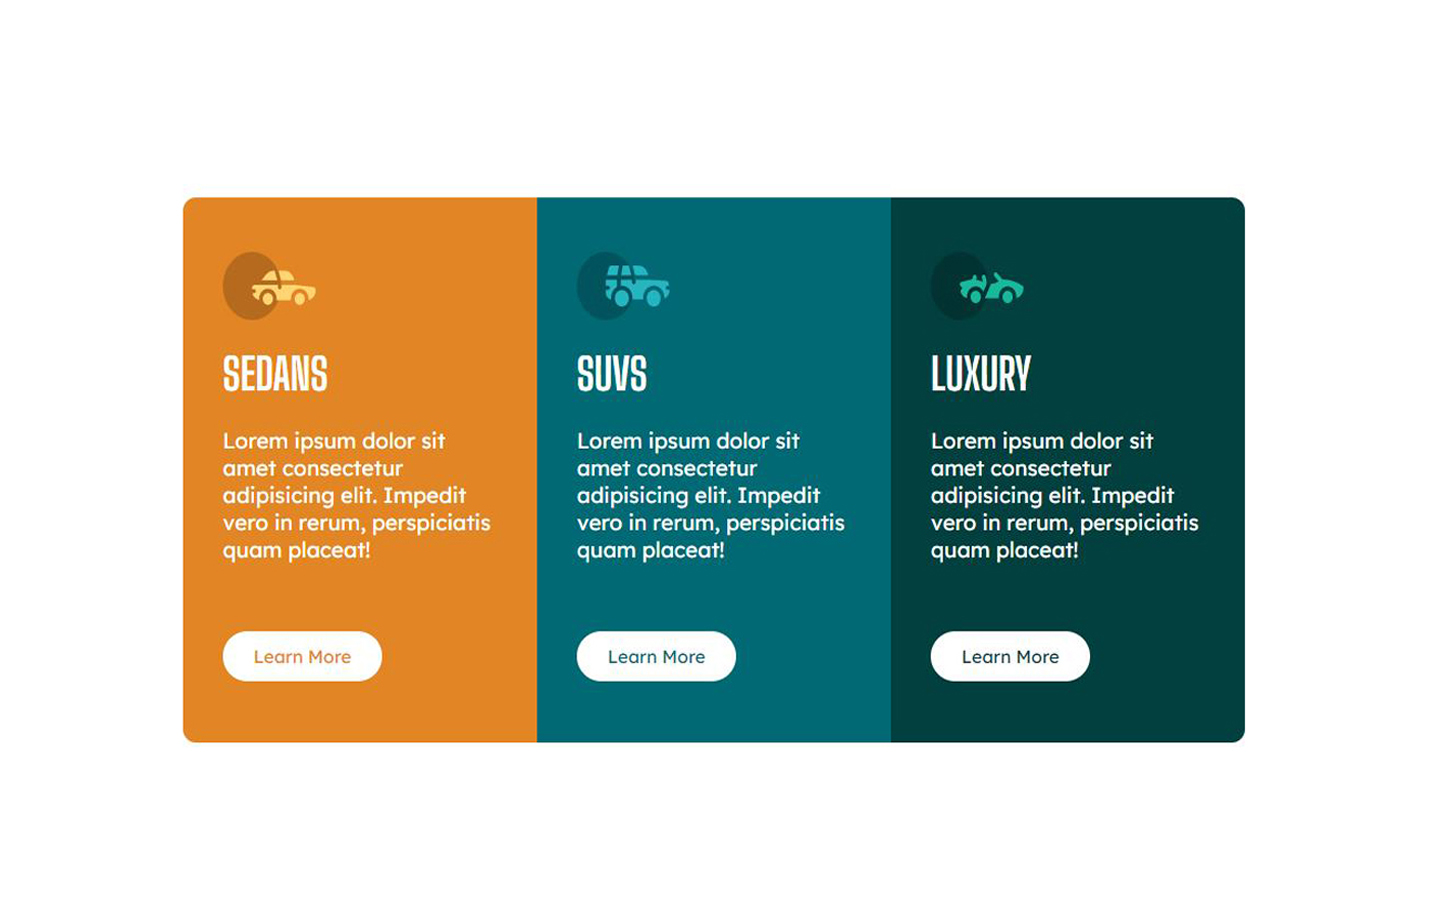 SEDANS
Lorem ipsum dolor sit
amet consectetur
adipisicing elit. Impedit
vero in rerum, perspiciatis
quam placeat!
Learn More
SUVS
Lorem ipsum dolor sit
amet consectetur
adipisicing elit. Impedit
vero in rerum, perspiciatis
quam placeat!
Learn More
LUXURY
Lorem ipsum dolor sit
amet consectetur
adipisicing elit. Impedit
vero in rerum, perspiciatis
quam placeat!
Learn More